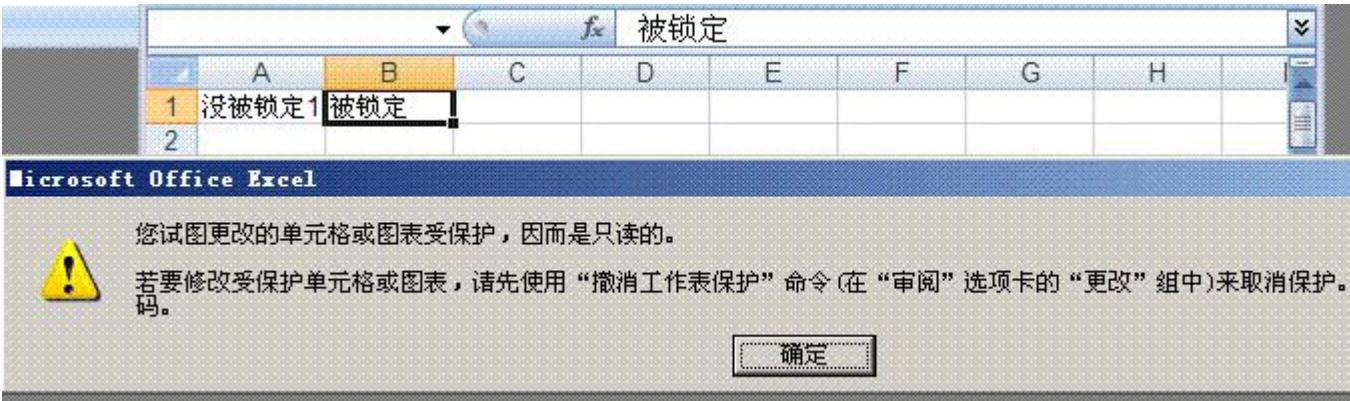 fx 被锁定
A B C D E F G H I
1 没被锁定1 被锁定
2
Microsoft Office Excel
您试图更改的单元格或图表受保护，因而是只读的。
若要修改受保护单元格或图表，请先使用“撤消工作表保护”命令(在“审阅”选项卡的“更改”组中)来取消保护。
码。
确定